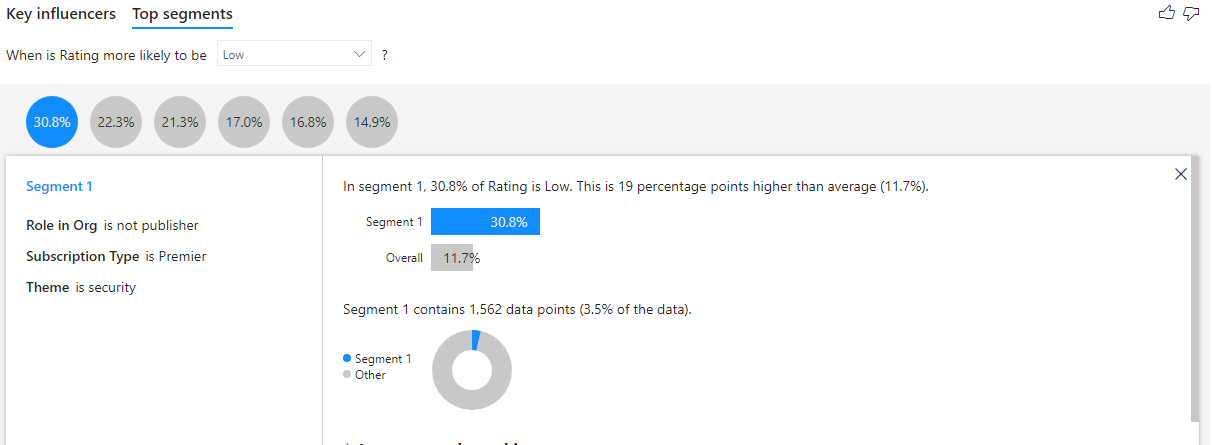 Key influencers Top segments
When is Rating more likely to be Low ?
30.8% 22.3% 21.3% 17.0% 16.8% 14.9%
Segment 1
Role in Org is not publisher
Subscription Type is Premier
Theme is security
In segment 1, 30.8% of Rating is Low. This is 19 percentage points higher than average (11.7%).
Segment 1 30.8%
Overall 11.7%
Segment 1 contains 1,562 data points (3.5% of the data).
Segment 1
Other